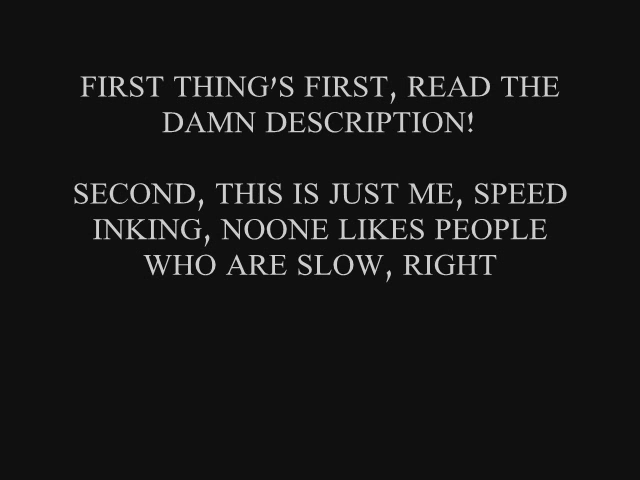 FIRST THING'S FIRST, READ THE
DAMN DESCRIPTION!
SECOND, THIS IS JUST ME, SPEED
INKING, NOONE LIKES PEOPLE
WHO ARE SLOW, RIGHT